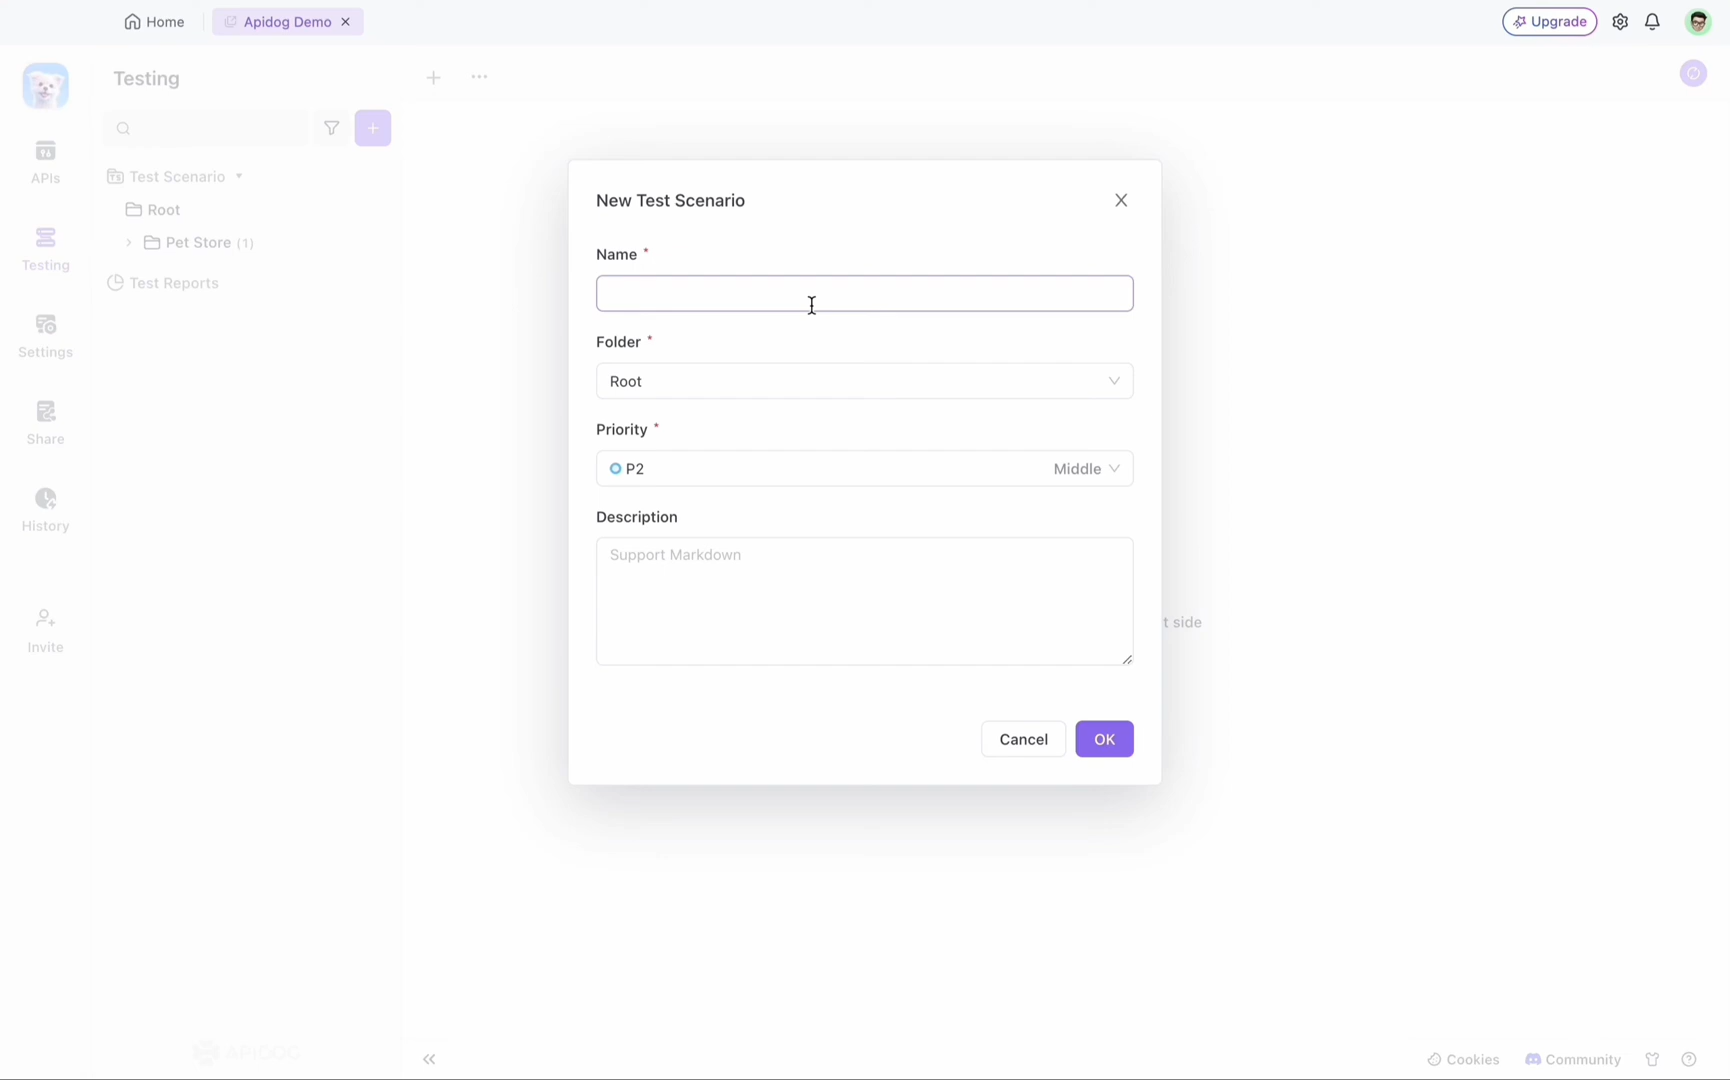 Home
Apidog Demo
Upgrade
Testing
APIs
Testing
Settings
Share
History
Invite
Test Scenario
Root
Pet Store (1)
Test Reports
New Test Scenario
Name *
Folder *
Root
Priority *
P2 Middle
Description
Support Markdown
t side
Cancel OK
APIDOG
Cookies
Community